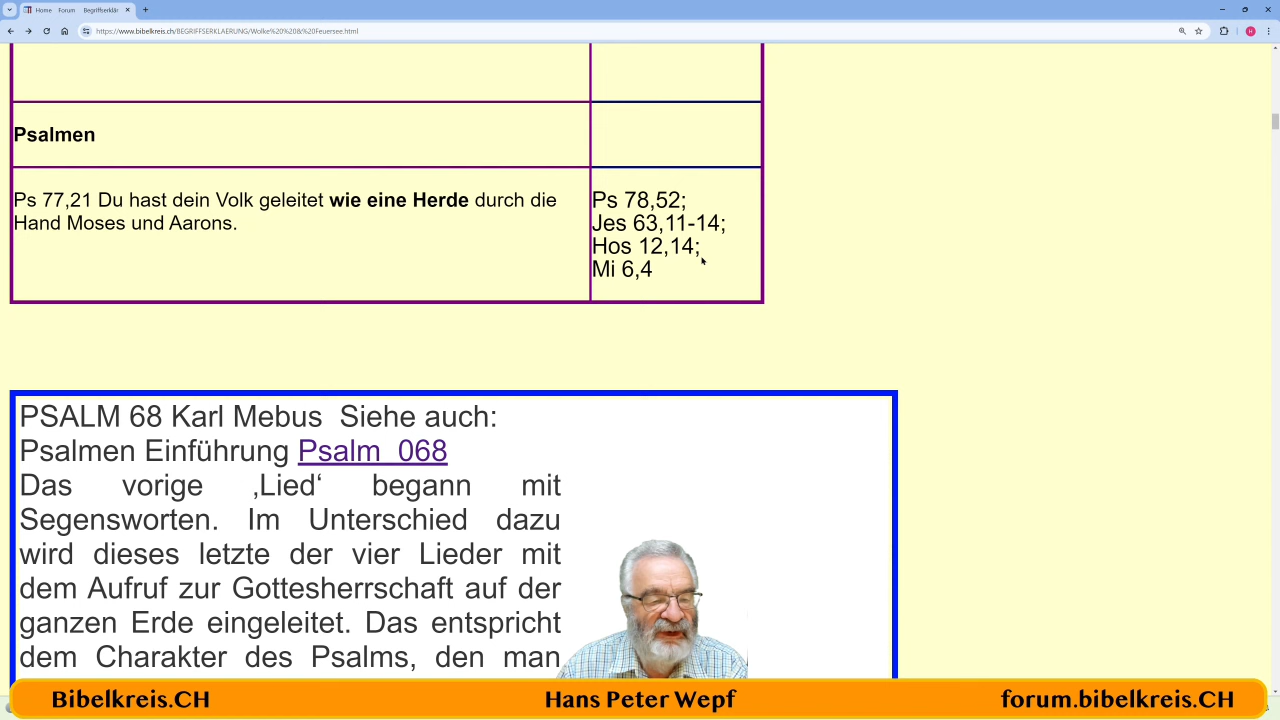 Home Forum Begriffserklär
https://www.bibelkreis.ch/BEGRIFFSERKLAERUNG/Wolke%20%20&%20Feuersee.html
Psalmen
Ps 77,21 Du hast dein Volk geleitet wie eine Herde durch die
Hand Moses und Aarons.
Ps 78,52;
Jes 63,11-14;
Hos 12,14;
Mi 6,4
PSALM 68 Karl Mebus Siehe auch:
Psalmen Einführung Psalm_068
Das vorige ‚Lied‘ begann mit
Segensworten. Im Unterschied dazu
wird dieses letzte der vier Lieder mit
dem Aufruf zur Gottesherrschaft auf der
ganzen Erde eingeleitet. Das entspricht
dem Charakter des Psalms, den man
Bibelkreis.CH
Hans Peter Wepf
forum.bibelkreis.CH